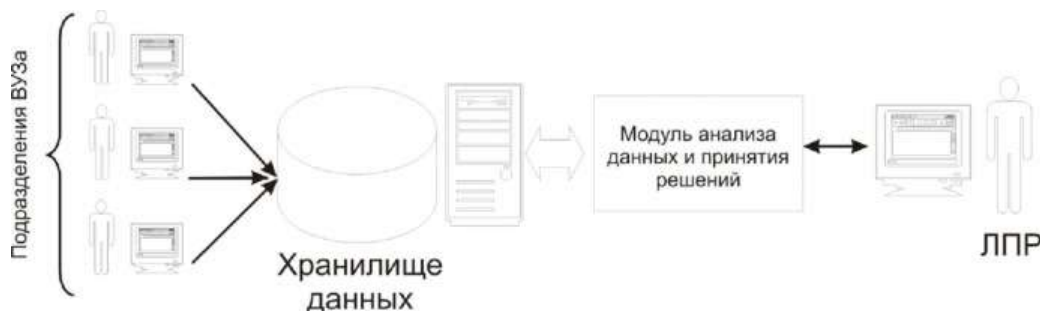 Подразделения ВУЗа
Хранилище
данных
Модуль анализа
данных и принятия
решений
ЛПР